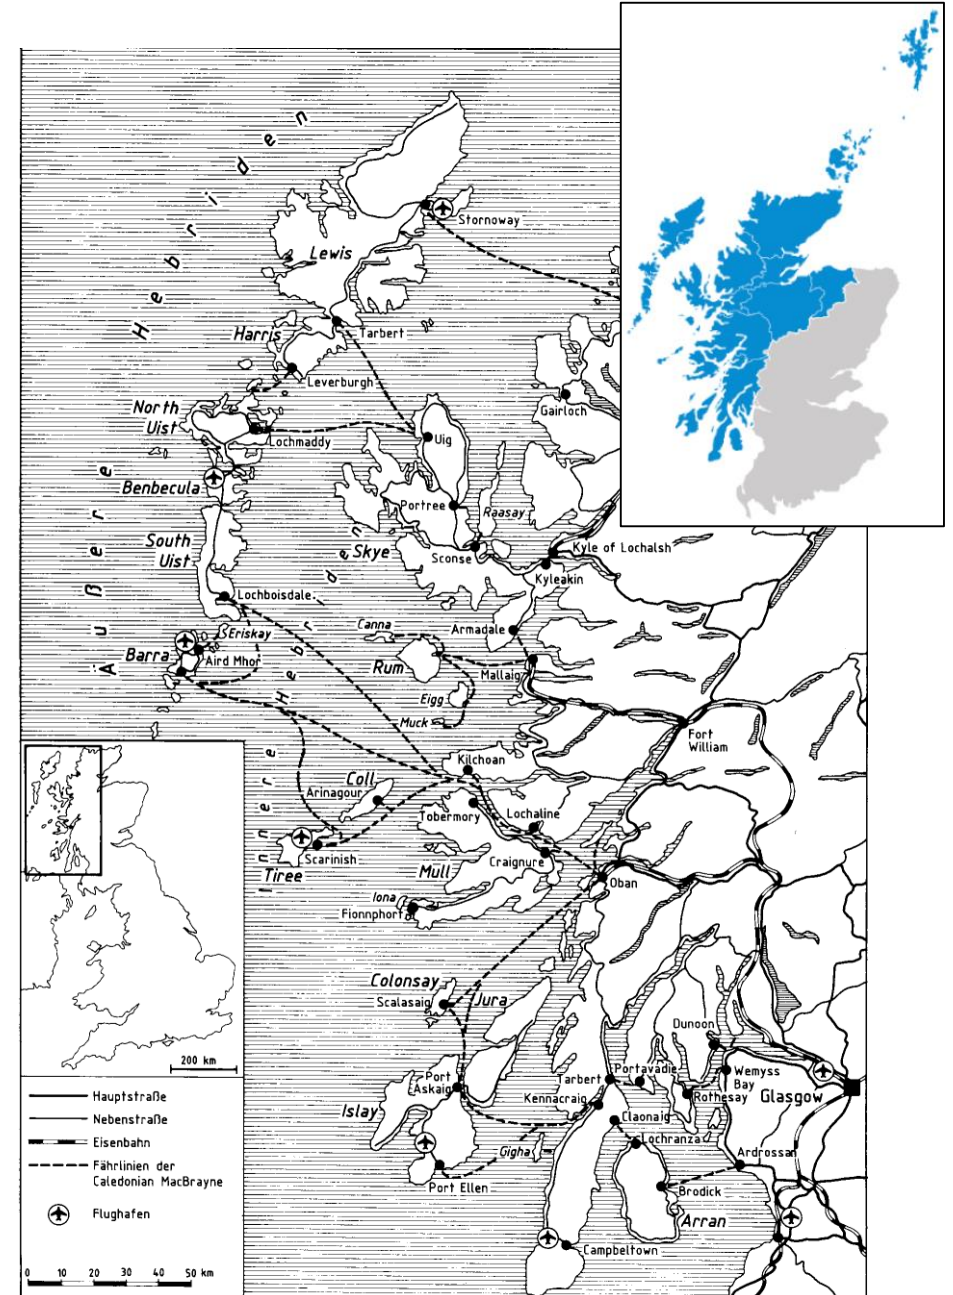 Äußere Hebriden
Stornoway
Lewis
Harris
Tarbert
Leverburgh
Gairloch
North
Uist
Lochmaddy
Uig
Benbecula
Portree
Raasay
South
Uist
Skye
Sconse
Kyle of Lochalsh
Kyleakin
Lochboisdale
Innere Hebriden
Eriskay
Canna
Armadale
Barra
Aird Mhor
Rum
Mallaig
Eigg
Muck
Fort
William
Kilchoan
Coll
Arinagour
Tobermory
Lochaline
Scarinish
Craignure
Tiree
Mull
Oban
Iona
Fionnphort
Colonsay
Scalasaig
Jura
Dunoon
Port
Askaig
Tarbert
Portavadie
Wemyss
Bay
Glasgow
Kennacraig
Rothesay
Islay
Claonaig
Lochranza
Gigha
Ardrossan
Port Ellen
Brodick
Arran
Campbeltown
200 km
Hauptstraße
Nebenstraße
Eisenbahn
Fährlinien der
Caledonian MacBrayne
Flughafen
0 10 20 30 40 50 km